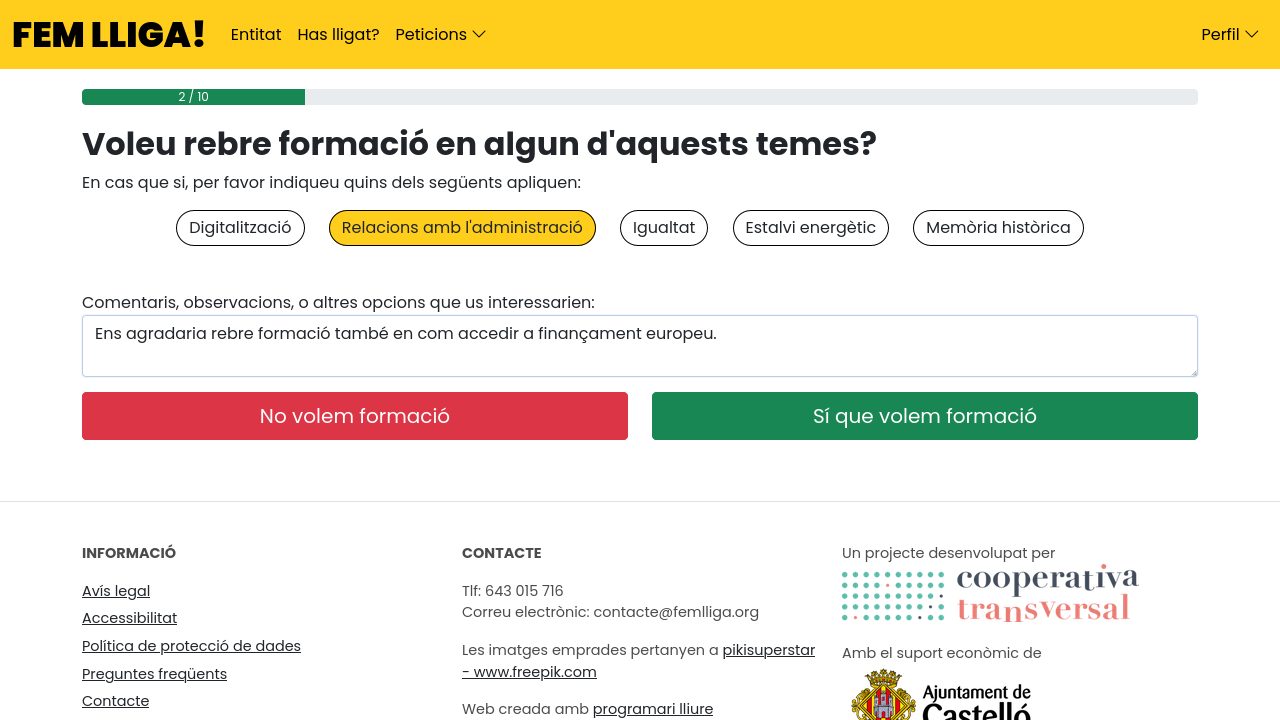 FEM LLIGA!
Entitat
Has lligat?
Peticions
Perfil
2 / 10
Voleu rebre formació en algun d'aquests temes?
En cas que si, per favor indiqueu quins dels següents apliquen:
Digitalització
Relacions amb l'administració
Igualtat
Estalvi energètic
Memòria històrica
Comentaris, observacions, o altres opcions que us interessarien:
Ens agradaria rebre formació també en com accedir a finançament europeu.
No volem formació
Sí que volem formació
INFORMACIÓ
Avís legal
Accessibilitat
Política de protecció de dades
Preguntes freqüents
Contacte
CONTACTE
Tlf: 643 015 716
Correu electrònic: contacte@femlliga.org
Les imatges emprades pertanyen a pikisuperstar
- www.freepik.com
Web creada amb programari lliure
Un projecte desenvolupat per
cooperativa
transversal
Amb el suport econòmic de
Ajuntament de
Castelló